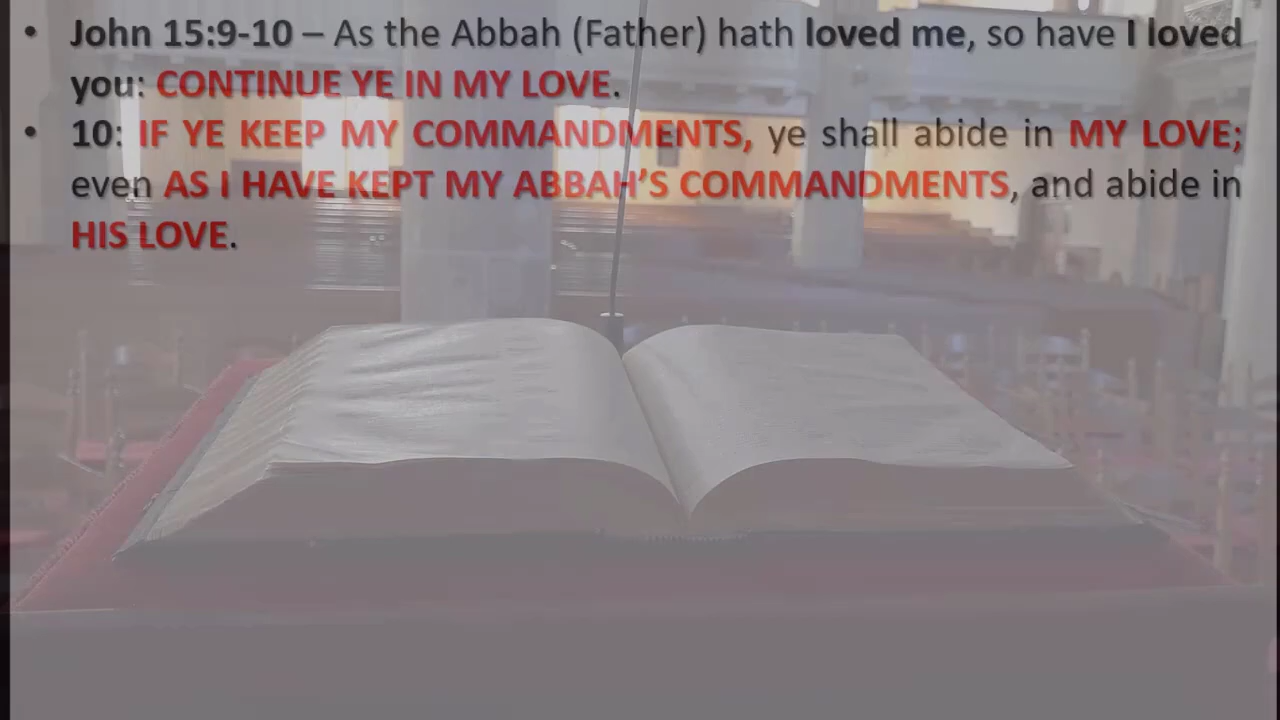 • John 15:9-10 – As the Abbah (Father) hath loved me, so have I loved
you: CONTINUE YE IN MY LOVE.
• 10: IF YE KEEP MY COMMANDMENTS, ye shall abide in MY LOVE;
even AS I HAVE KEPT MY ABBAH’S COMMANDMENTS, and abide in
HIS LOVE.